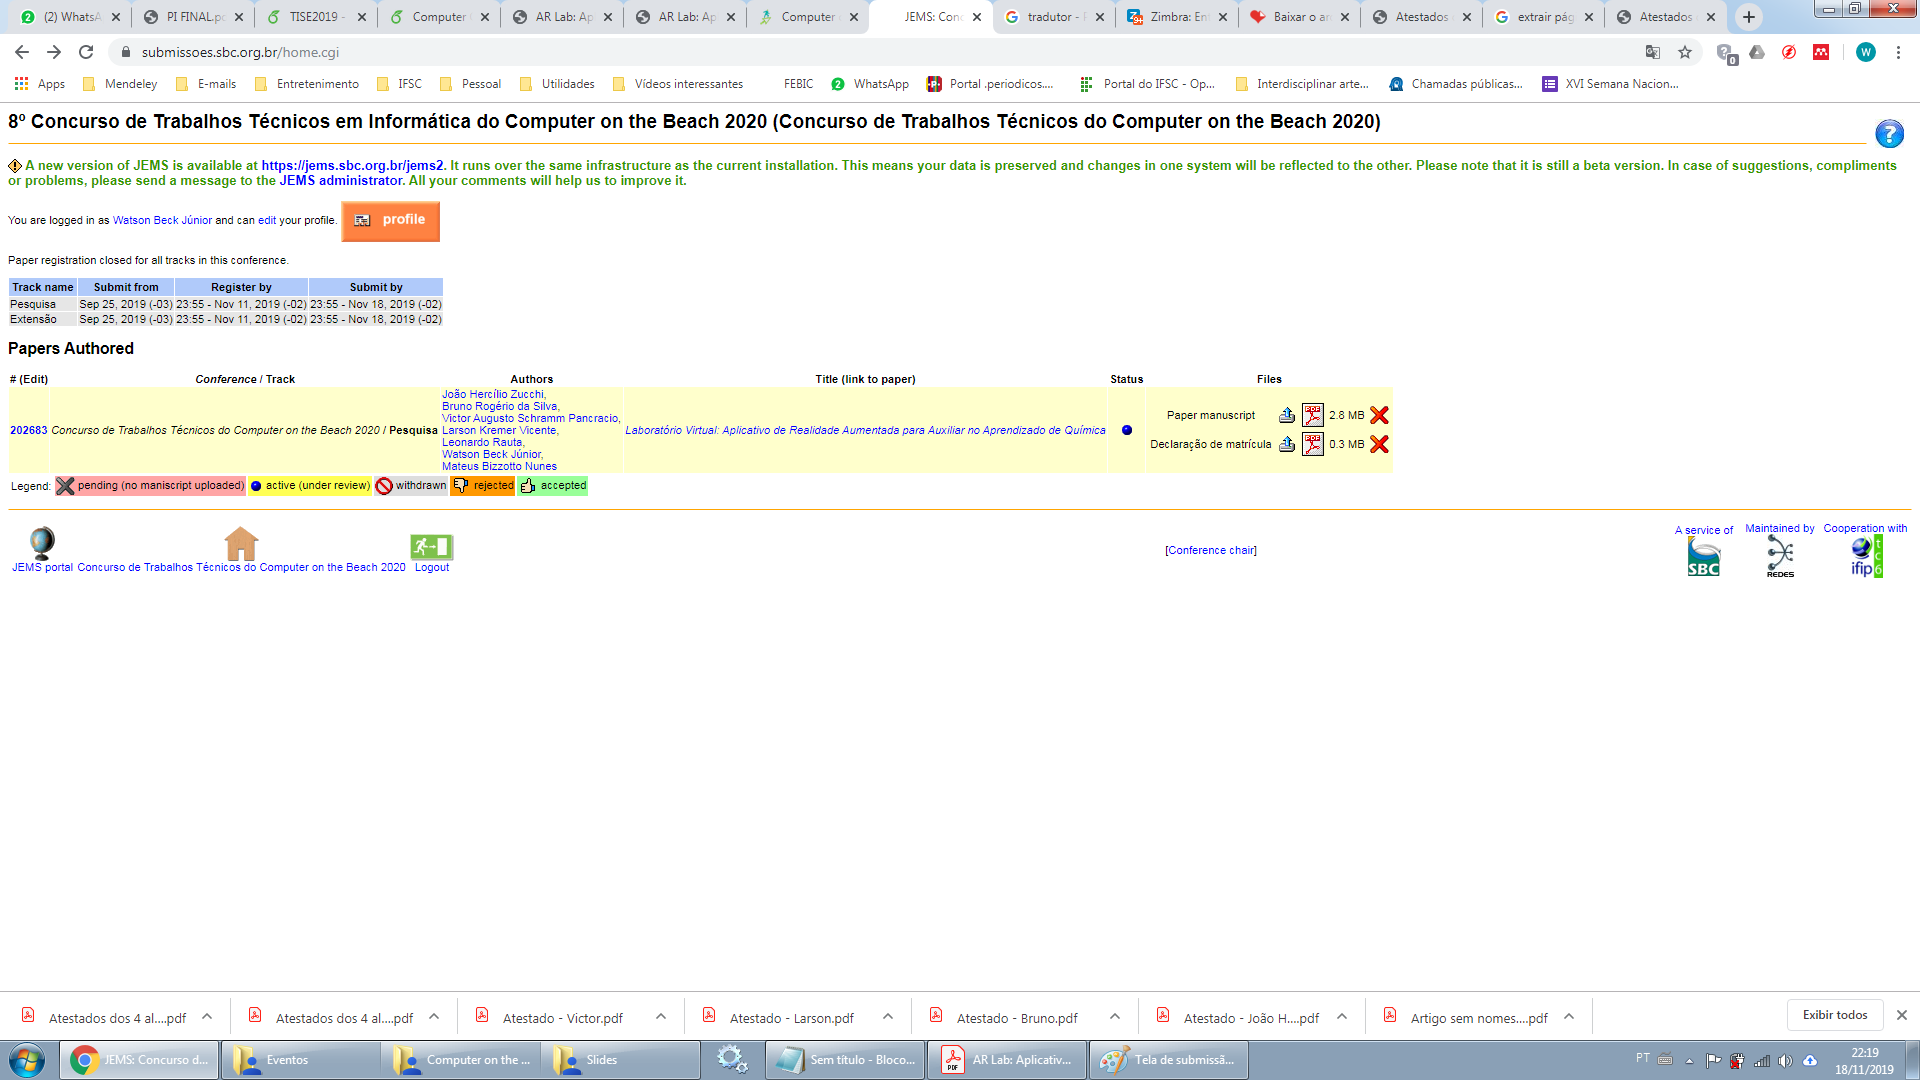 (2) WhatsA
PI FINAL.pd
TISE2019 -
Computer
AR Lab: Ap
AR Lab: Ap
Computer
JEMS: Conc
tradutor - P
Zimbra: En
Baixar o ar
Atestados
extrair pág
Atestados
submissoes.sbc.org.br/home.cgi
0
W
Apps
Mendeley
E-mails
Entretenimento
IFSC
Pessoal
Utilidades
Vídeos interessantes
FEBIC
WhatsApp
Portal .periodicos....
Portal do IFSC - Op...
Interdisciplinar arte...
Chamadas públicas...
XVI Semana Nacion...
8º Concurso de Trabalhos Técnicos em Informática do Computer on the Beach 2020 (Concurso de Trabalhos Técnicos do Computer on the Beach 2020)
?
A new version of JEMS is available at https://jems.sbc.org.br/jems2. It runs over the same infrastructure as the current installation. This means your data is preserved and changes in one system will be reflected to the other. Please note that it is still a beta version. In case of suggestions, compliments
or problems, please send a message to the JEMS administrator. All your comments will help us to improve it.
You are logged in as Watson Beck Júnior and can edit your profile. profile
Paper registration closed for all tracks in this conference.
Track name Submit from Register by Submit by
Pesquisa Sep 25, 2019 (-03) 23:55 - Nov 11, 2019 (-02) 23:55 - Nov 18, 2019 (-02)
Extensão Sep 25, 2019 (-03) 23:55 - Nov 11, 2019 (-02) 23:55 - Nov 18, 2019 (-02)
Papers Authored
# (Edit) Conference / Track Authors Title (link to paper) Status Files
202683 Concurso de Trabalhos Técnicos do Computer on the Beach 2020 / Pesquisa
João Hercílio Zucchi,
Bruno Rogério da Silva,
Victor Augusto Schramm Pancracio,
Larson Kremer Vicente,
Leonardo Rauta,
Watson Beck Júnior,
Mateus Bizzotto Nunes
Laboratório Virtual: Aplicativo de Realidade Aumentada para Auxiliar no Aprendizado de Química
Paper manuscript PDF 2.8 MB
Declaração de matrícula PDF 0.3 MB
Legend: pending (no maniscript uploaded) active (under review) withdrawn rejected accepted
JEMS portal
Concurso de Trabalhos Técnicos do Computer on the Beach 2020
Logout
[Conference chair]
A service of
SBC
Maintained by
REDES
Cooperation with
ifip tc6
Atestados dos 4 al....pdf
Atestados dos 4 al....pdf
Atestado - Victor.pdf
Atestado - Larson.pdf
Atestado - Bruno.pdf
Atestado - João H....pdf
Artigo sem nomes....pdf
Exibir todos
JEMS: Concurso d...
Eventos
Computer on the ...
Slides
Sem título - Bloco...
AR Lab: Aplicativ...
Tela de submissã...
PT
22:19
18/11/2019